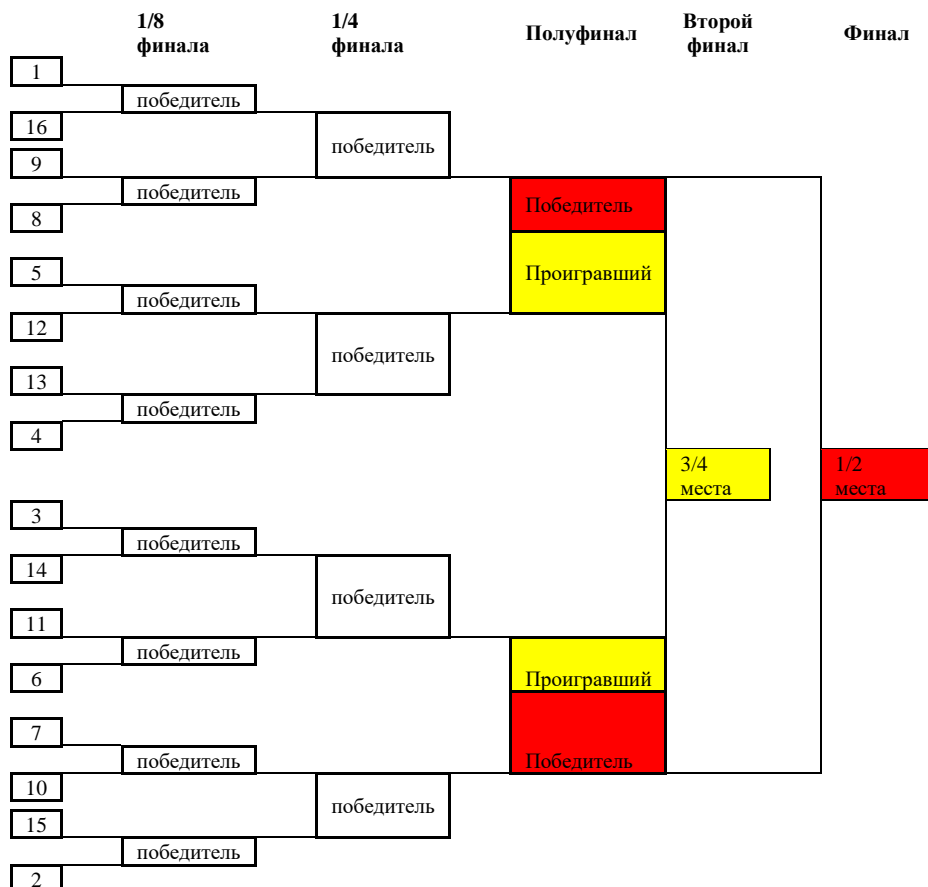 1/8
финала
1/4
финала
Полуфинал
Второй
финал
Финал
1
победитель
16
победитель
9
победитель
Победитель
8
5
Проигравший
победитель
12
победитель
13
победитель
4
3/4
места
1/2
места
3
победитель
14
победитель
11
победитель
6
Проигравший
7
победитель
Победитель
10
победитель
15
победитель
2